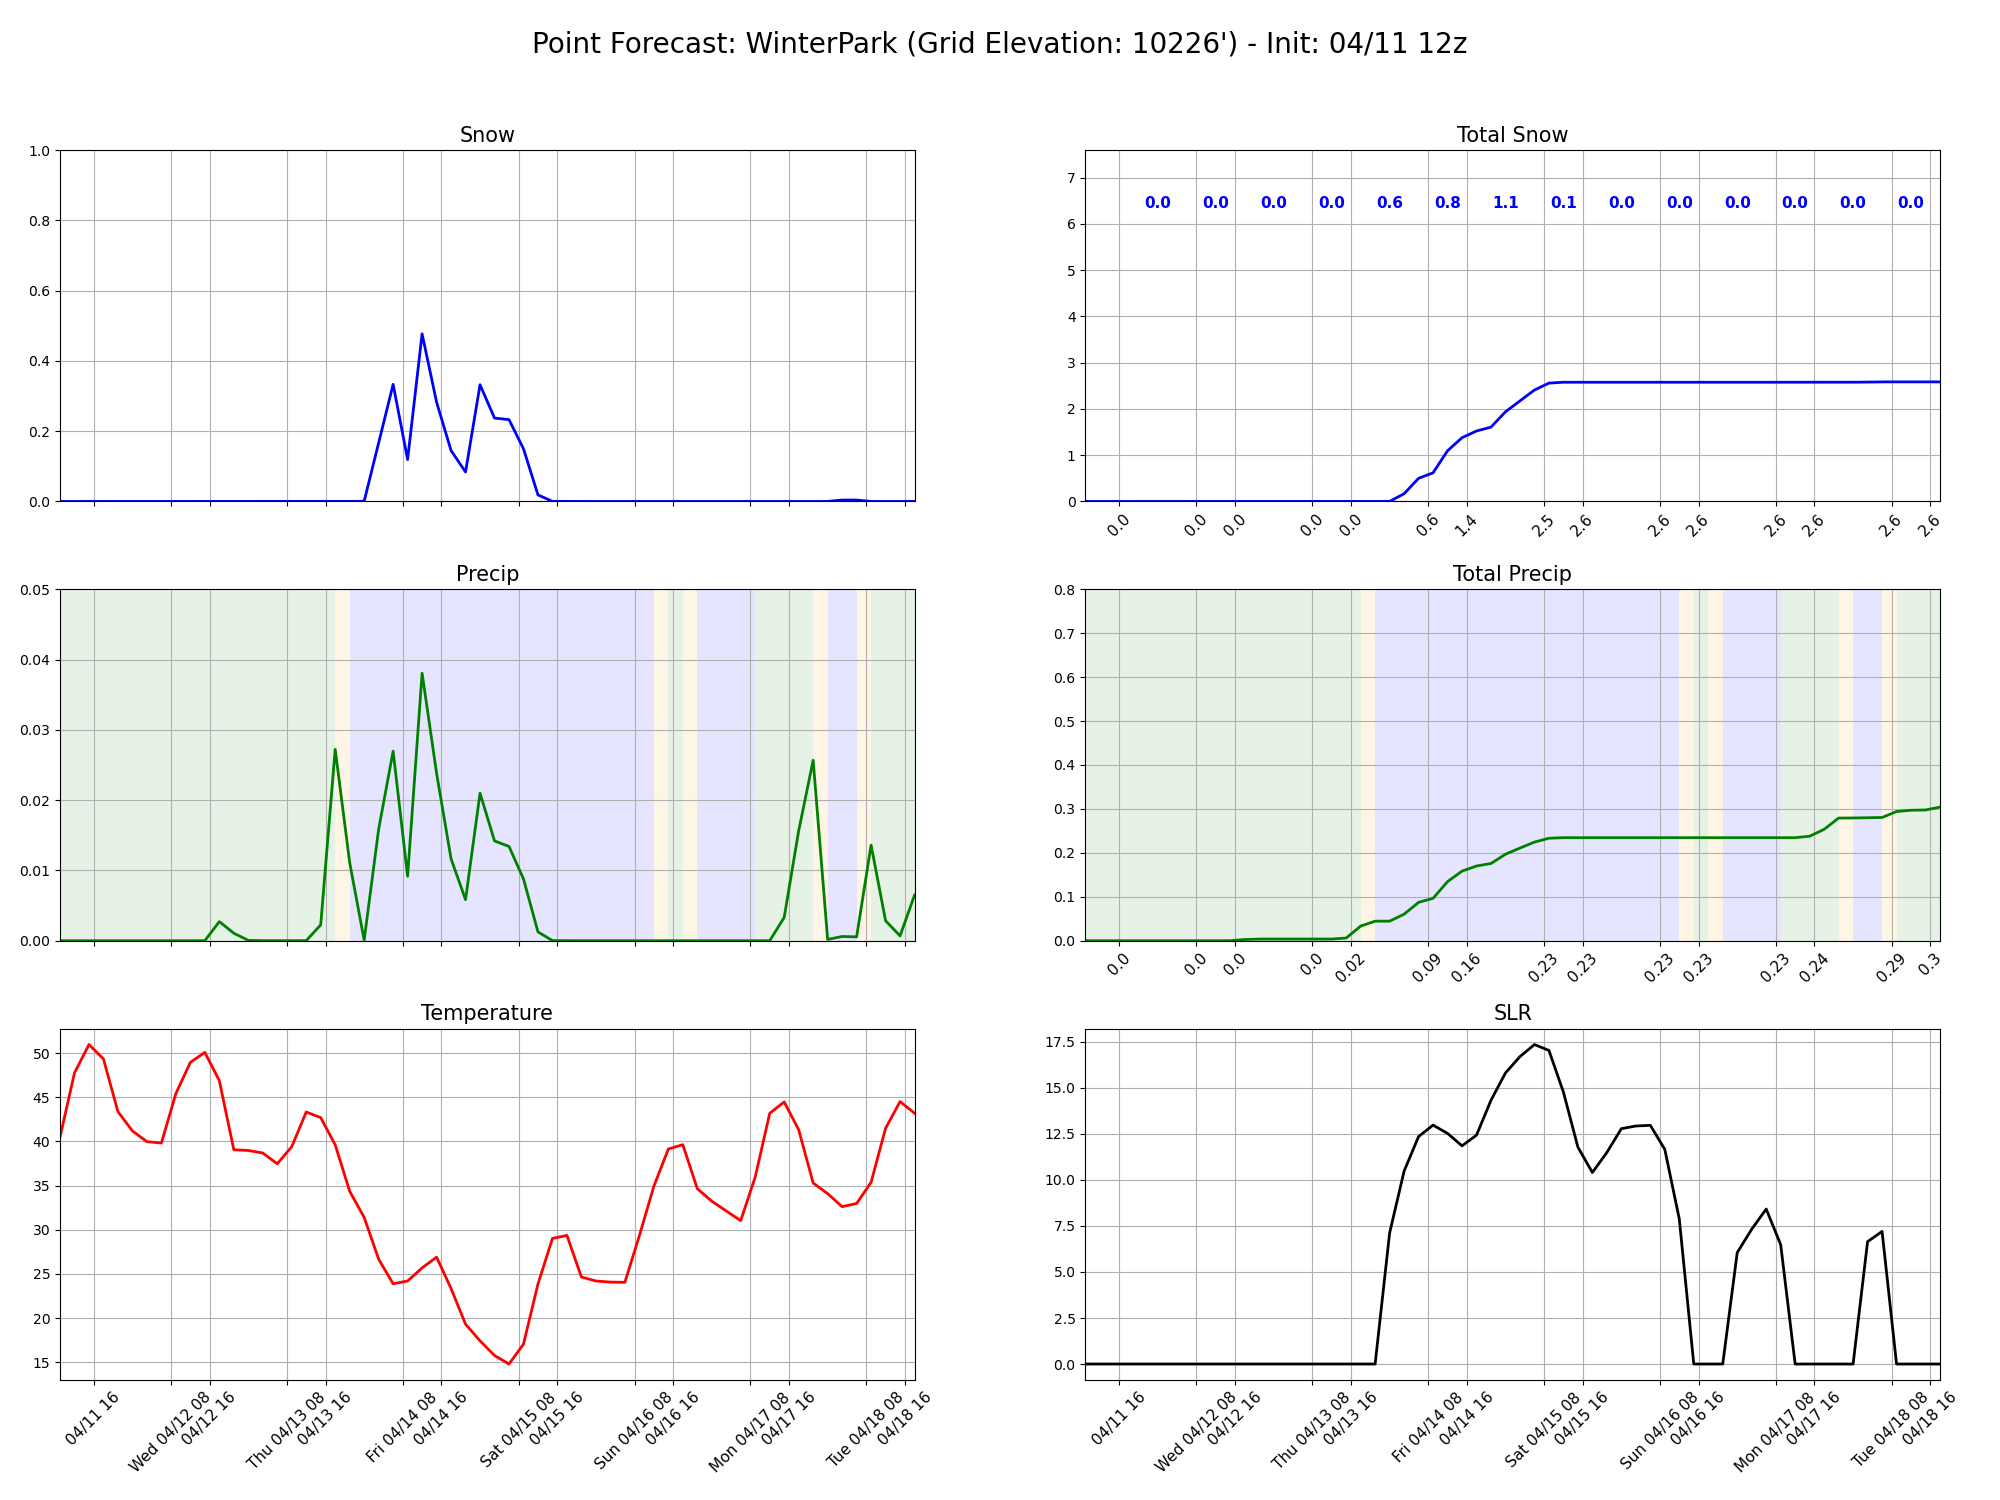 Point Forecast: WinterPark (Grid Elevation: 10226') - Init: 04/11 12z
Snow
1.0
0.8
0.6
0.4
0.2
0.0
Total Snow
7
6
5
4
3
2
1
0
0.0 0.0 0.0 0.0 0.6 0.8 1.1 0.1 0.0 0.0 0.0 0.0 0.0 0.0
0.0 0.0 0.0 0.0 0.0 0.6 1.4 2.5 2.6 2.6 2.6 2.6 2.6 2.6 2.6
Precip
0.05
0.04
0.03
0.02
0.01
0.00
Total Precip
0.8
0.7
0.6
0.5
0.4
0.3
0.2
0.1
0.0
0.0 0.0 0.0 0.0 0.02 0.09 0.16 0.23 0.23 0.23 0.23 0.23 0.24 0.29 0.3
Temperature
50
45
40
35
30
25
20
15
04/11 16
Wed 04/12 08
04/12 16
Thu 04/13 08
04/13 16
Fri 04/14 08
04/14 16
Sat 04/15 08
04/15 16
Sun 04/16 08
04/16 16
Mon 04/17 08
04/17 16
Tue 04/18 08
04/18 16
SLR
17.5
15.0
12.5
10.0
7.5
5.0
2.5
0.0
04/11 16
Wed 04/12 08
04/12 16
Thu 04/13 08
04/13 16
Fri 04/14 08
04/14 16
Sat 04/15 08
04/15 16
Sun 04/16 08
04/16 16
Mon 04/17 08
04/17 16
Tue 04/18 08
04/18 16